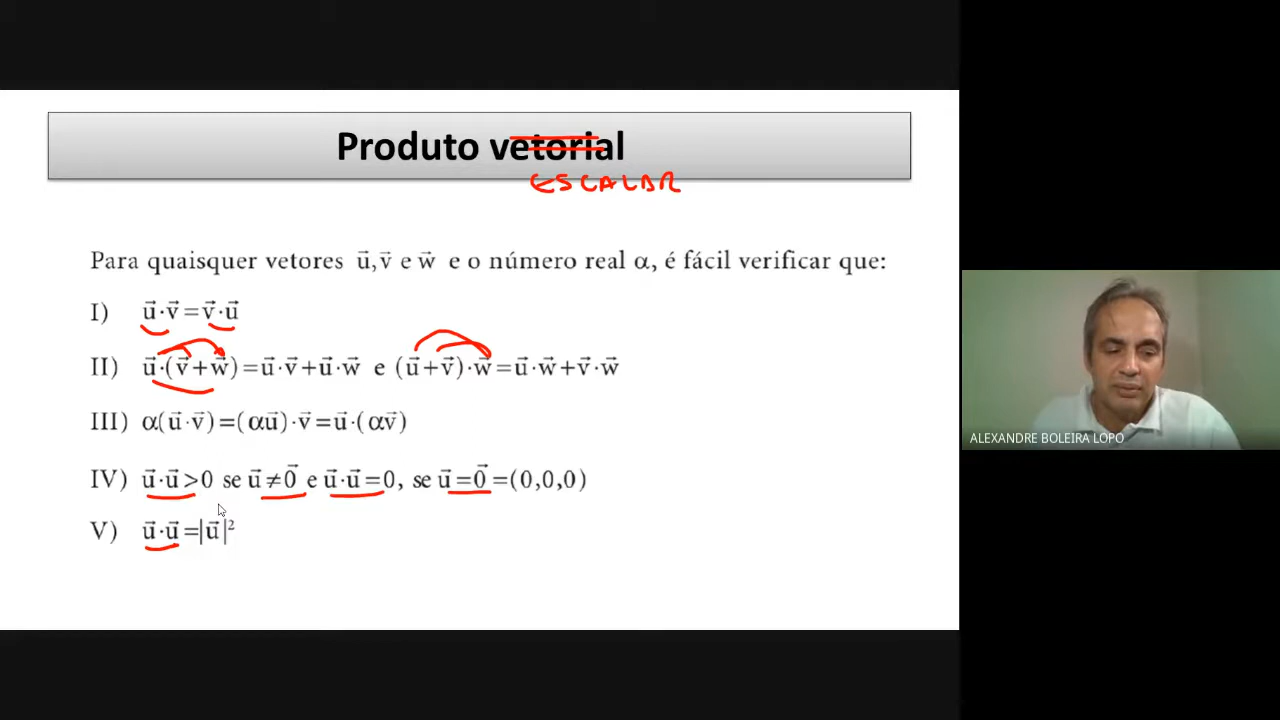 Produto vetorial
ESCALAR
Para quaisquer vetores u⃗, v⃗ e w⃗ e o número real α, é fácil verificar que:
I) u⃗·v⃗=v⃗·u⃗
II) u⃗·(v⃗+w⃗)=u⃗·v⃗+u⃗·w⃗ e (u⃗+v⃗)·w⃗=u⃗·w⃗+v⃗·w⃗
III) α(u⃗·v⃗)=(αu⃗)·v⃗=u⃗·(αv⃗)
IV) u⃗·u⃗>0 se u⃗≠0⃗ e u⃗·u⃗=0, se u⃗=0⃗=(0,0,0)
V) u⃗·u⃗=|u⃗|²
ALEXANDRE BOLEIRA LOPO